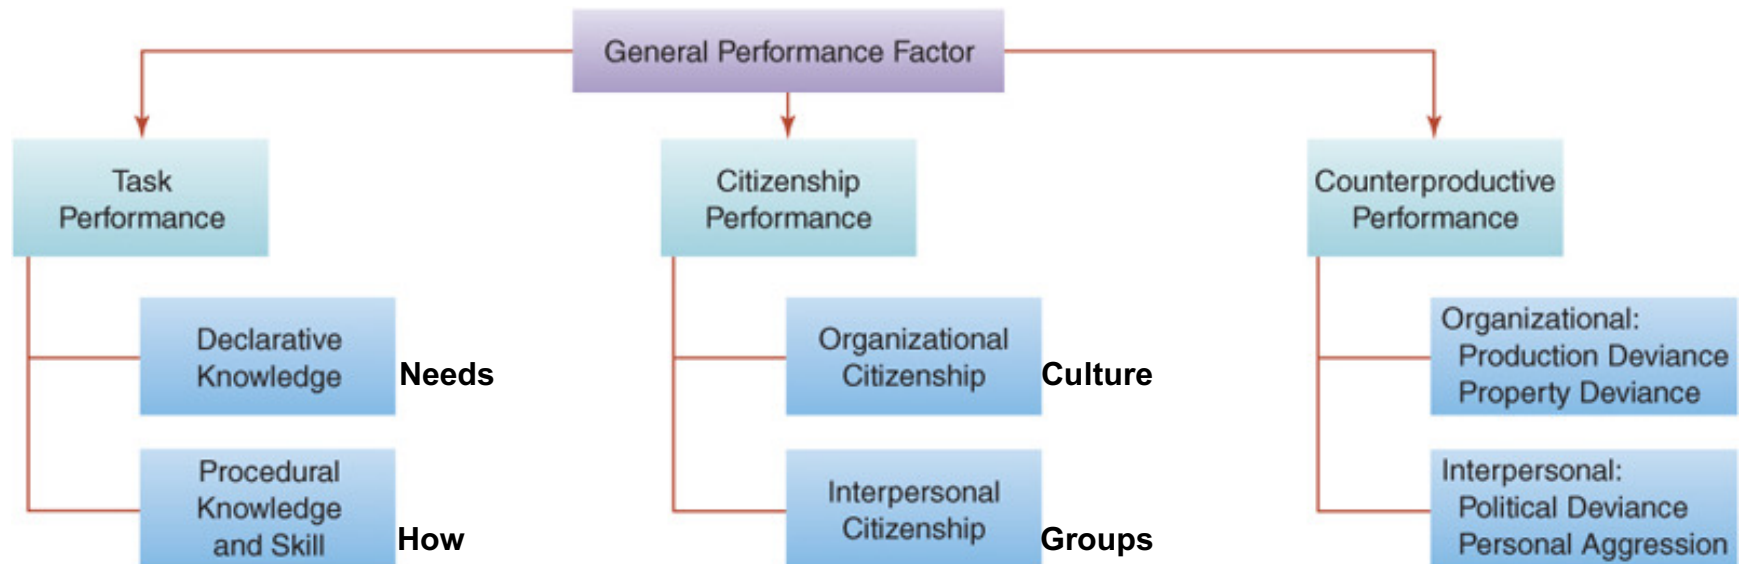 General Performance Factor
Task
Performance
Citizenship
Performance
Counterproductive
Performance
Declarative
Knowledge
Needs
Organizational
Citizenship
Culture
Organizational:
Production Deviance
Property Deviance
Procedural
Knowledge
and Skill
How
Interpersonal
Citizenship
Groups
Interpersonal:
Political Deviance
Personal Aggression